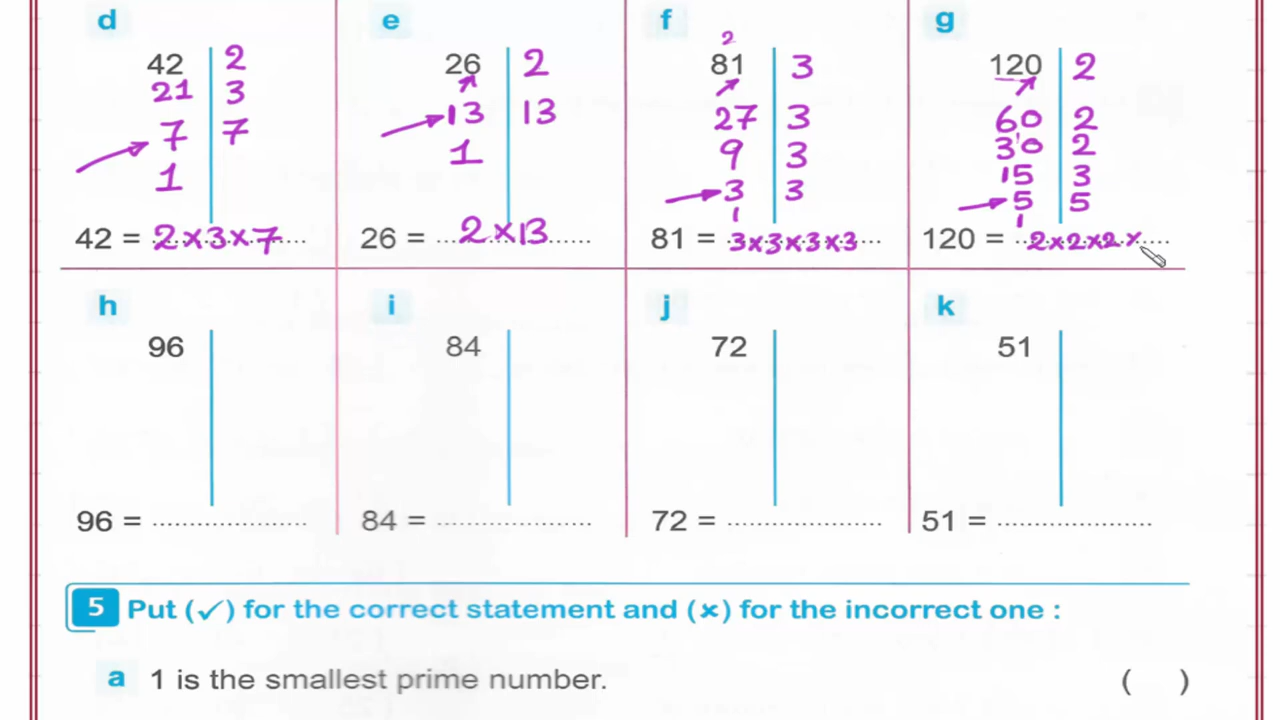 d
42 2
21 3
7 7
1
42 = 2×3×7
e
26 2
13 13
1
26 = 2×13
f
2
81 3
27 3
9 3
3 3
1
81 = 3×3×3×3
g
120 2
60 2
30 2
15 3
5 5
1
120 = 2×2×2×
h
96
96 =
i
84
84 =
j
72
72 =
k
51
51 =
5 Put (✓) for the correct statement and (×) for the incorrect one :
a 1 is the smallest prime number. ( )